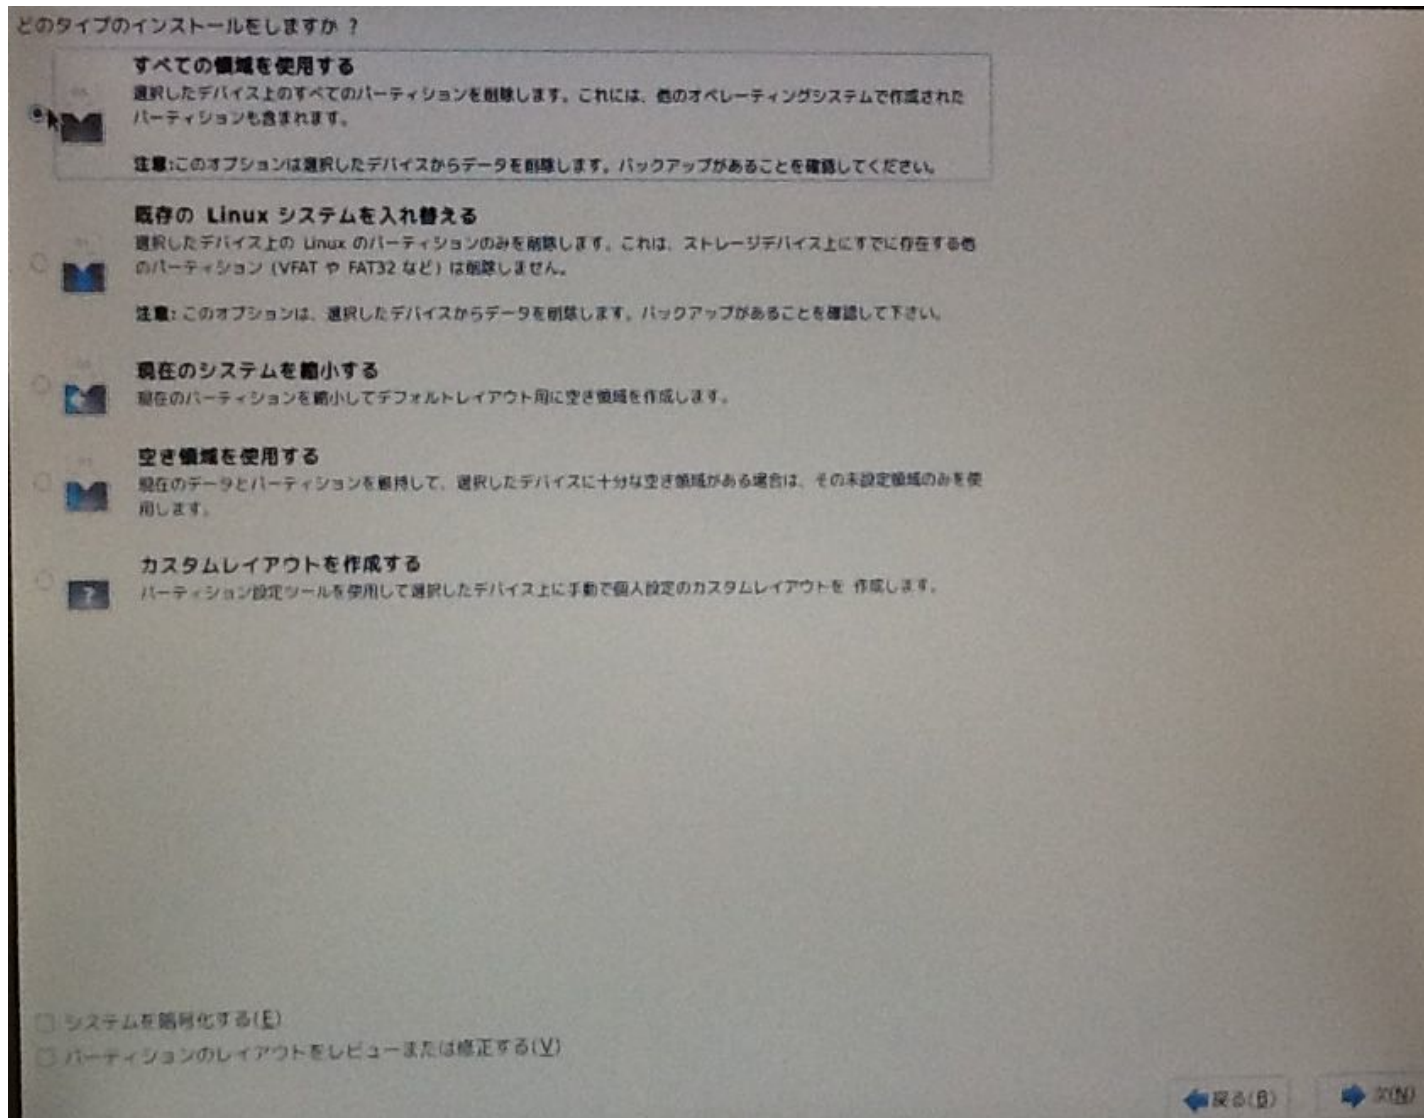 どのタイプのインストールをしますか ?
すべての領域を使用する
選択したデバイス上のすべてのパーティションを削除します。これには、他のオペレーティングシステムで作成された
パーティションも含まれます。
注意:このオプションは選択したデバイスからデータを削除します。バックアップがあることを確認してください。
既存の Linux システムを入れ替える
選択したデバイス上の Linux のパーティションのみを削除します。これは、ストレージデバイス上にすでに存在する他
のパーティション (VFAT や FAT32 など) は削除しません。
注意: このオプションは、選択したデバイスからデータを削除します。バックアップがあることを確認して下さい。
現在のシステムを縮小する
現在のパーティションを縮小してデフォルトレイアウト用に空き領域を作成します。
空き領域を使用する
現在のデータとパーティションを維持して、選択したデバイスに十分な空き領域がある場合は、その未設定領域のみを使
用します。
カスタムレイアウトを作成する
?
パーティション設定ツールを使用して選択したデバイス上に手動で個人設定のカスタムレイアウトを 作成します。
システムを暗号化する(E)
パーティションのレイアウトをレビューまたは修正する(V)
戻る(B)
次(N)